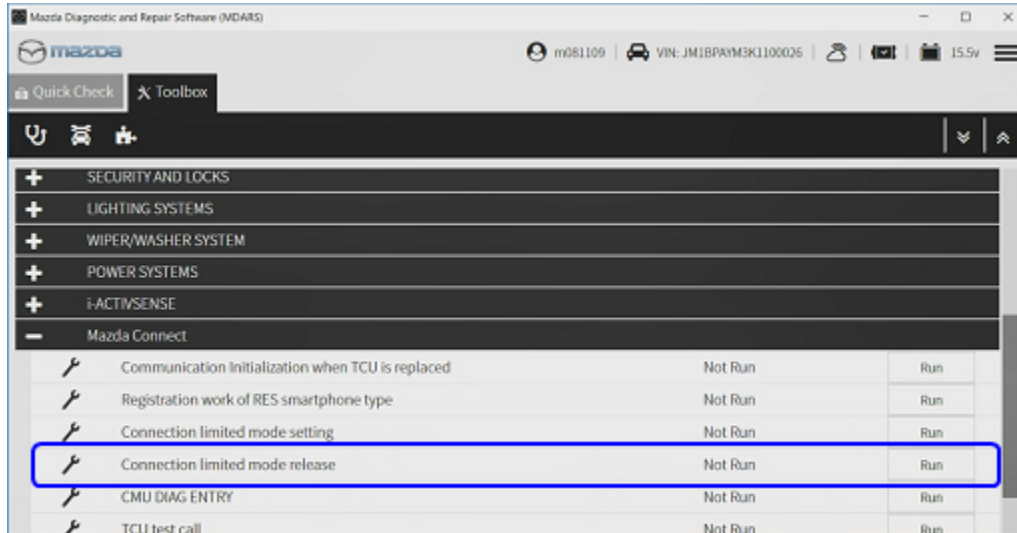 Mazda Diagnostic and Repair Software (MDARS)
mazda
m081109 VIN: JM1BPAYM3K1100026 15.5v
Quick Check Toolbox
SECURITY AND LOCKS
LIGHTING SYSTEMS
WIPER/WASHER SYSTEM
POWER SYSTEMS
i-ACTIVSENSE
Mazda Connect
Communication Initialization when TCU is replaced Not Run Run
Registration work of RES smartphone type Not Run Run
Connection limited mode setting Not Run Run
Connection limited mode release Not Run Run
CMU DIAG ENTRY Not Run Run
TCU test call Not Run Run